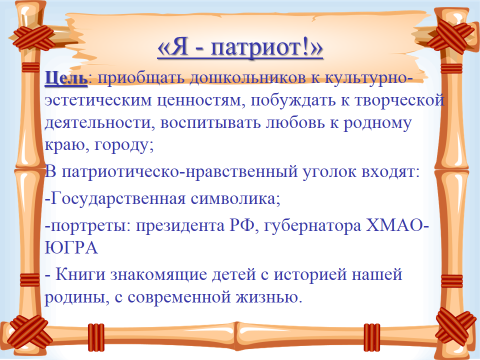 «Я - патриот!»
Цель: приобщать дошкольников к культурно-
эстетическим ценностям, побуждать к творческой
деятельности, воспитывать любовь к родному
краю, городу;
В патриотическо-нравственный уголок входят:
-Государственная символика;
-портреты: президента РФ, губернатора ХМАО-
ЮГРА
- Книги знакомящие детей с историей нашей
родины, с современной жизнью.